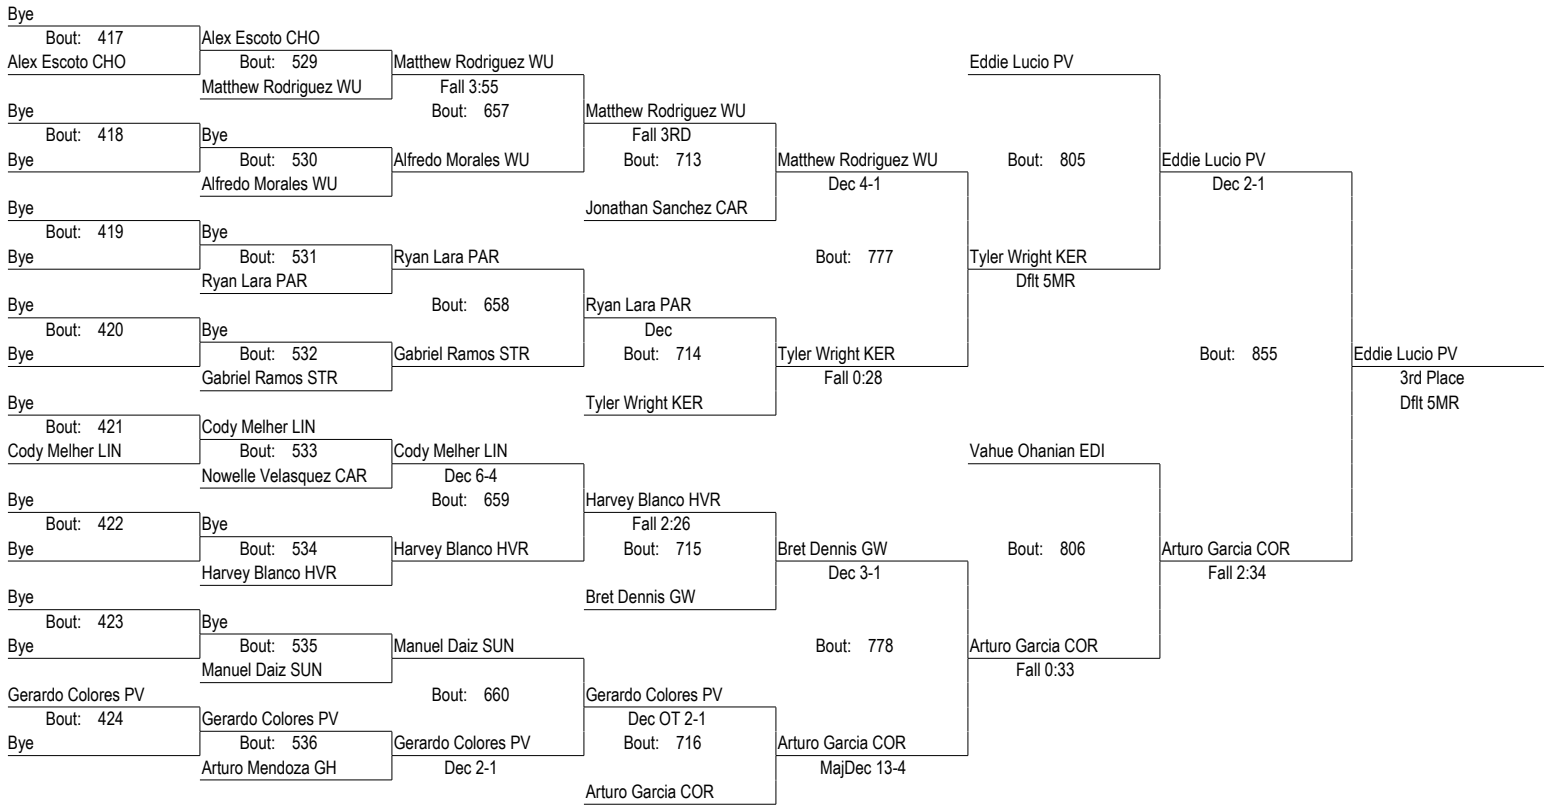 Bye
Bout: 417
Alex Escoto CHO
Bye
Bout: 418
Bye
Bye
Bout: 419
Bye
Bye
Bout: 420
Bye
Bye
Bout: 421
Cody Melher LIN
Bye
Bout: 422
Bye
Bye
Bout: 423
Bye
Gerardo Colores PV
Bout: 424
Bye
Alex Escoto CHO
Bout: 529
Matthew Rodriguez WU
Bye
Bout: 530
Alfredo Morales WU
Bye
Bout: 531
Ryan Lara PAR
Bye
Bout: 532
Gabriel Ramos STR
Cody Melher LIN
Bout: 533
Nowelle Velasquez CAR
Bye
Bout: 534
Harvey Blanco HVR
Bye
Bout: 535
Manuel Daiz SUN
Gerardo Colores PV
Bout: 536
Arturo Mendoza GH
Matthew Rodriguez WU
Fall 3:55
Bout: 657
Alfredo Morales WU
Ryan Lara PAR
Bout: 658
Gabriel Ramos STR
Cody Melher LIN
Dec 6-4
Bout: 659
Harvey Blanco HVR
Manuel Daiz SUN
Bout: 660
Gerardo Colores PV
Dec 2-1
Matthew Rodriguez WU
Fall 3RD
Bout: 713
Jonathan Sanchez CAR
Ryan Lara PAR
Dec
Bout: 714
Tyler Wright KER
Harvey Blanco HVR
Fall 2:26
Bout: 715
Bret Dennis GW
Gerardo Colores PV
Dec OT 2-1
Bout: 716
Arturo Garcia COR
Matthew Rodriguez WU
Dec 4-1
Bout: 777
Tyler Wright KER
Fall 0:28
Bret Dennis GW
Dec 3-1
Bout: 778
Arturo Garcia COR
MajDec 13-4
Eddie Lucio PV
Bout: 805
Tyler Wright KER
Dflt 5MR
Vahue Ohanian EDI
Bout: 806
Arturo Garcia COR
Fall 0:33
Eddie Lucio PV
Dec 2-1
Bout: 855
Arturo Garcia COR
Fall 2:34
Eddie Lucio PV
3rd Place
Dflt 5MR